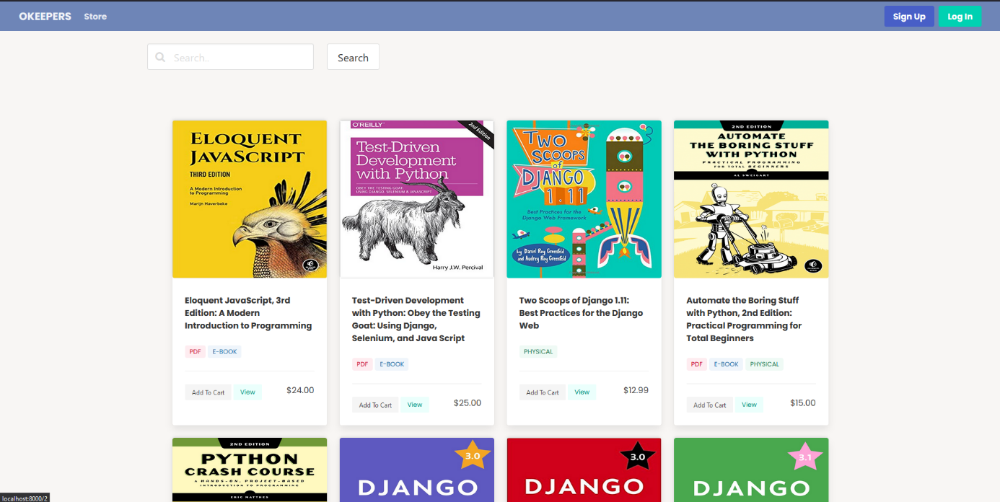 OKEEPERS Store Sign Up Log In
Search.. Search
ELOQUENT
JAVASCRIPT
THIRD EDITION
A Modern Introduction
to Programming
Marijn Haverbeke
O'REILLY
2nd Edition
Test-Driven
Development
with Python
OBEY THE TESTING GOAT:
USING DJANGO, SELENIUM & JAVASCRIPT
Harry J.W. Percival
TWO
SCOOPS
of
DJANGO
1.11
Best Practices for the
Django Web Framework
by Daniel Roy Greenfeld
and Audrey Roy Greenfeld
2ND EDITION
AUTOMATE
THE BORING STUFF
WITH PYTHON
PRACTICAL PROGRAMMING
FOR TOTAL BEGINNERS
AL SWEIGART
Eloquent JavaScript, 3rd
Edition: A Modern
Introduction to Programming
PDF E-BOOK
Add To Cart View $24.00
Test-Driven Development
with Python: Obey the Testing
Goat: Using Django,
Selenium, and Java Script
PDF E-BOOK
Add To Cart View $25.00
Two Scoops of Django 1.11:
Best Practices for the Django
Web
PHYSICAL
Add To Cart View $12.99
Automate the Boring Stuff
with Python, 2nd Edition:
Practical Programming for
Total Beginners
PDF E-BOOK PHYSICAL
Add To Cart View $15.00
2ND EDITION
PYTHON
CRASH COURSE
A HANDS-ON, PROJECT-BASED
INTRODUCTION TO PROGRAMMING
ERIC MATTHES
3.0
DJANGO
3.0
DJANGO
3.1
DJANGO
localhost:8000/2